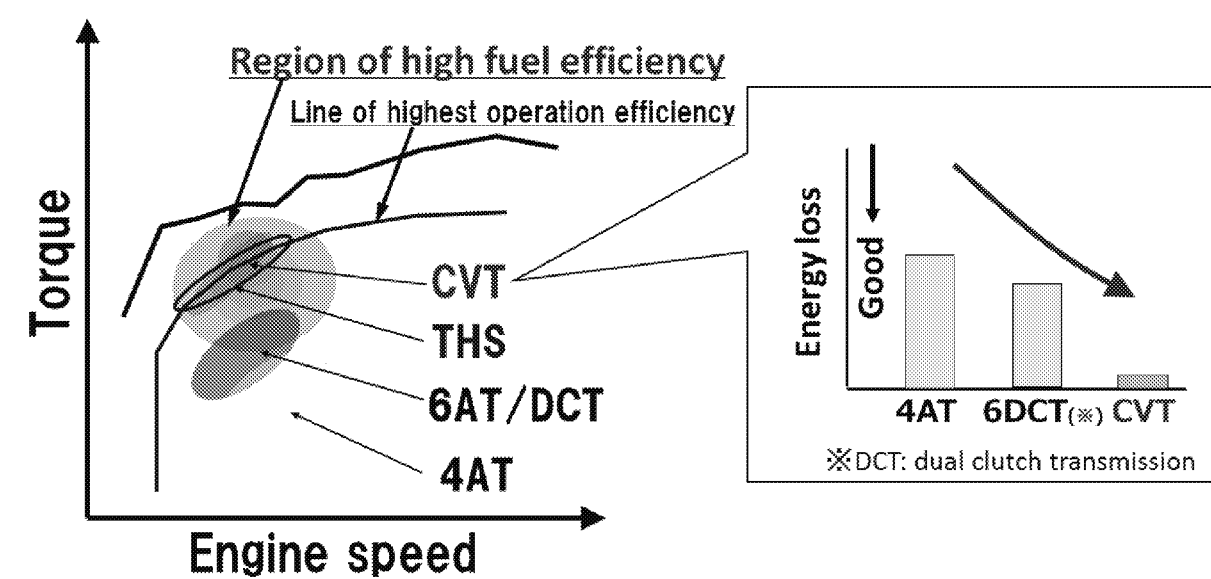 Region of high fuel efficiency
Line of highest operation efficiency
Torque
CVT
THS
6AT/DCT
4AT
Engine speed
Energy loss
Good
4AT 6DCT(※) CVT
※DCT: dual clutch transmission